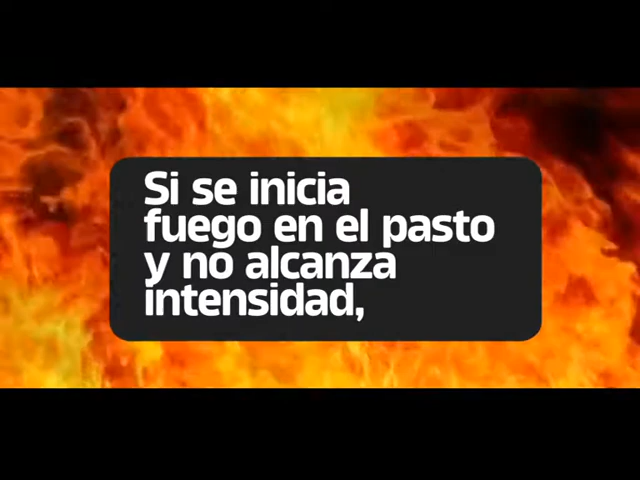 Si se inicia
fuego en el pasto
y no alcanza
intensidad,